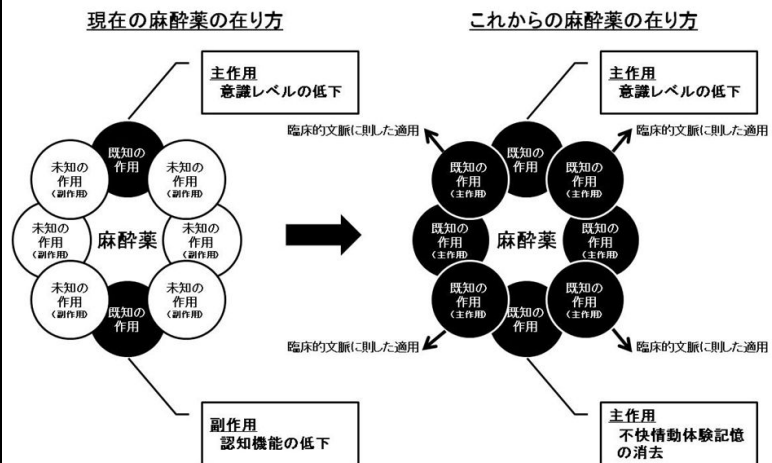 現在の麻酔薬の在り方
主作用
意識レベルの低下
既知の
作用
未知の
作用
(副作用)
未知の
作用
(副作用)
未知の
作用
(副作用)
麻酔薬
未知の
作用
(副作用)
未知の
作用
(副作用)
未知の
作用
(副作用)
既知の
作用
副作用
認知機能の低下
これからの麻酔薬の在り方
主作用
意識レベルの低下
臨床的文脈に則した適用
臨床的文脈に則した適用
既知の
作用
既知の
作用
(主作用)
既知の
作用
(主作用)
既知の
作用
(主作用)
麻酔薬
既知の
作用
(主作用)
既知の
作用
(主作用)
既知の
作用
(主作用)
既知の
作用
臨床的文脈に則した適用
臨床的文脈に則した適用
主作用
不快情動体験記憶
の消去